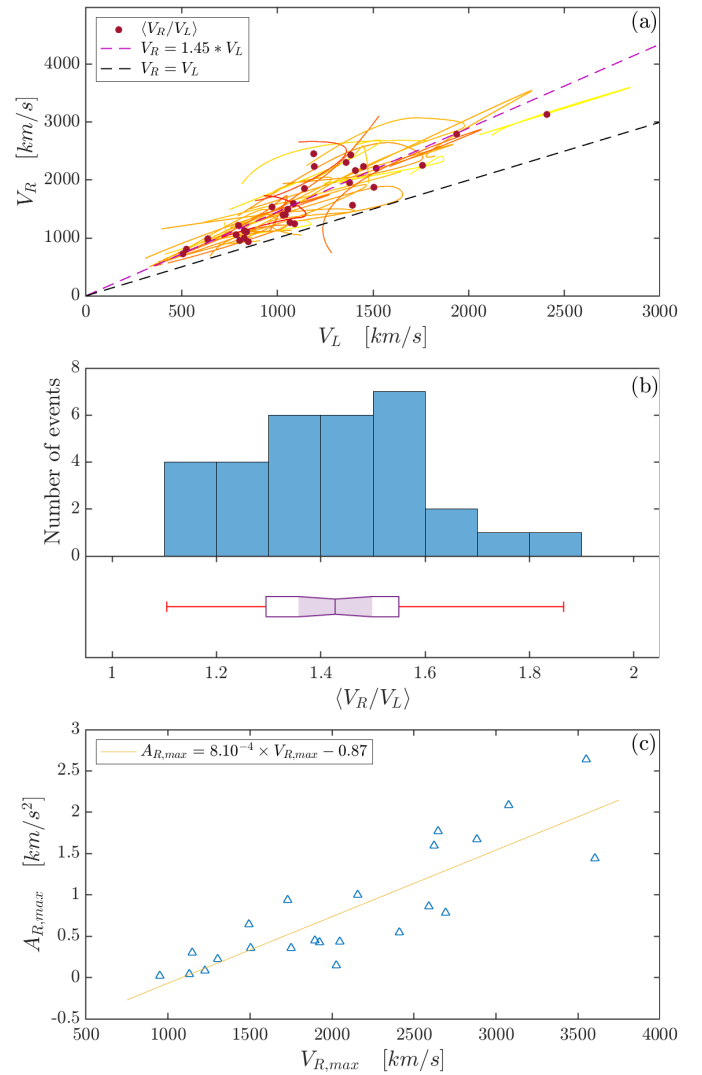 (a)
⟨V_R/V_L⟩
V_R = 1.45 * V_L
V_R = V_L
4000
3000
2000
1000
0
V_R [km/s]
0 500 1000 1500 2000 2500 3000
V_L [km/s]
(b)
8
6
4
2
0
Number of events
1 1.2 1.4 1.6 1.8 2
⟨V_R/V_L⟩
(c)
A_{R,max} = 8.10^{-4} × V_{R,max} − 0.87
3
2.5
2
1.5
1
0.5
0
-0.5
A_{R,max} [km/s^2]
500 1000 1500 2000 2500 3000 3500 4000
V_{R,max} [km/s]